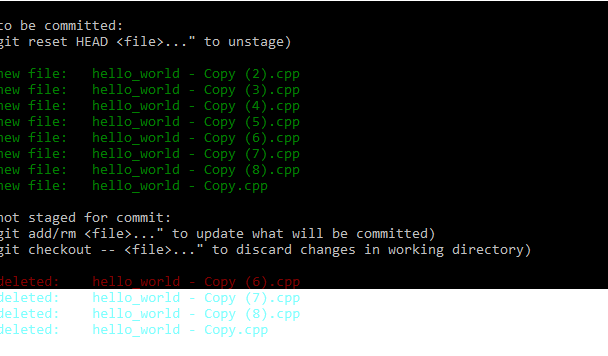 to be committed:
git reset HEAD <file>..." to unstage)
new file: hello_world - Copy (2).cpp
new file: hello_world - Copy (3).cpp
new file: hello_world - Copy (4).cpp
new file: hello_world - Copy (5).cpp
new file: hello_world - Copy (6).cpp
new file: hello_world - Copy (7).cpp
new file: hello_world - Copy (8).cpp
new file: hello_world - Copy.cpp
not staged for commit:
git add/rm <file>..." to update what will be committed)
git checkout -- <file>..." to discard changes in working directory)
deleted: hello_world - Copy (6).cpp
deleted: hello_world - Copy (7).cpp
deleted: hello_world - Copy (8).cpp
deleted: hello_world - Copy.cpp